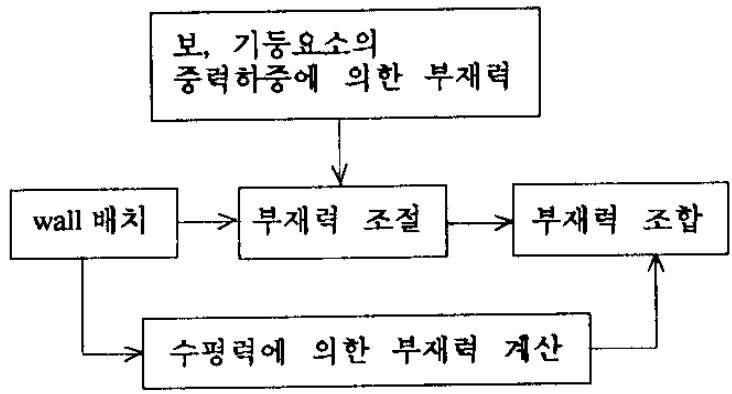 보, 기둥요소의
중력하중에 의한 부재력
wall 배치
부재력 조절
부재력 조합
수평력에 의한 부재력 계산